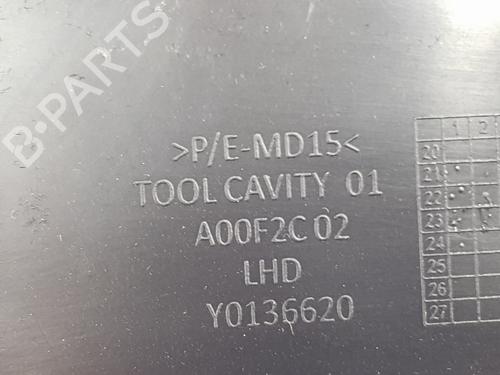 B-PARTS
>P/E-MD15<
TOOL CAVITY 01
A00F2C 02
LHD
Y0136620
1 2
20
21
22
23
24
25
26
27